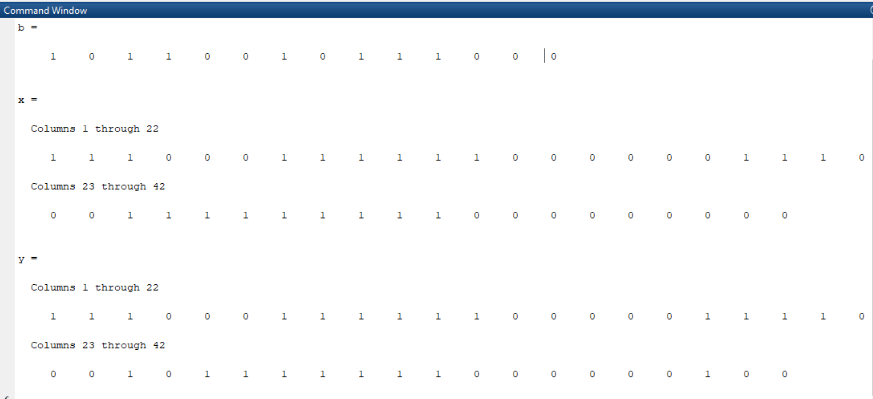 Command Window
b =
1 0 1 1 0 0 1 0 1 1 1 0 0 0
x =
Columns 1 through 22
1 1 1 0 0 0 1 1 1 1 1 1 0 0 0 0 0 0 1 1 1 0
Columns 23 through 42
0 0 1 1 1 1 1 1 1 1 1 0 0 0 0 0 0 0 0 0
y =
Columns 1 through 22
1 1 1 0 0 0 1 1 1 1 1 1 0 0 0 0 0 1 1 1 1 0
Columns 23 through 42
0 0 1 0 1 1 1 1 1 1 1 0 0 0 0 0 0 1 0 0